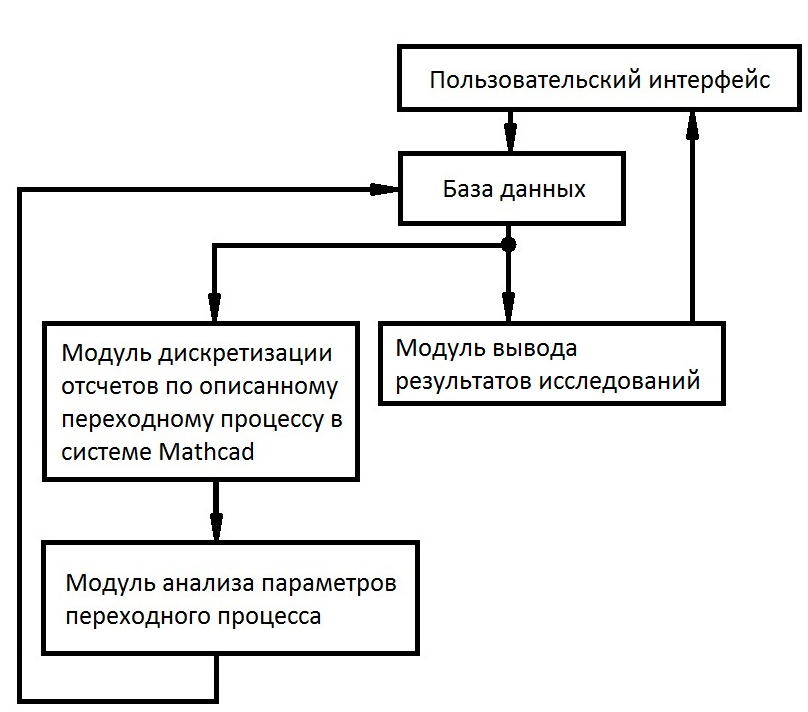 Пользовательский интерфейс
База данных
Модуль дискретизации
отсчетов по описанному
переходному процессу в
системе Mathcad
Модуль вывода
результатов исследований
Модуль анализа параметров
переходного процесса